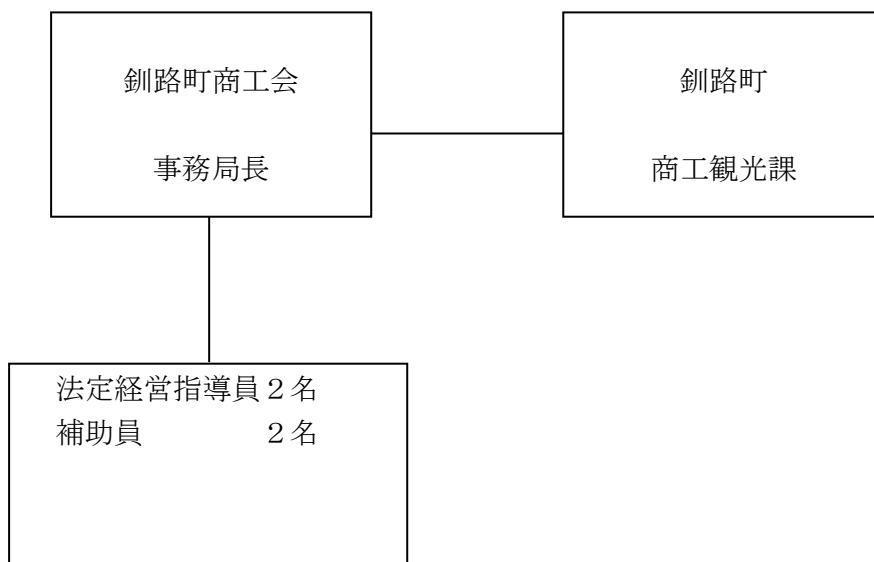 釧路町商工会
事務局長
釧路町
商工観光課
法定経営指導員２名
補助員　　　　２名